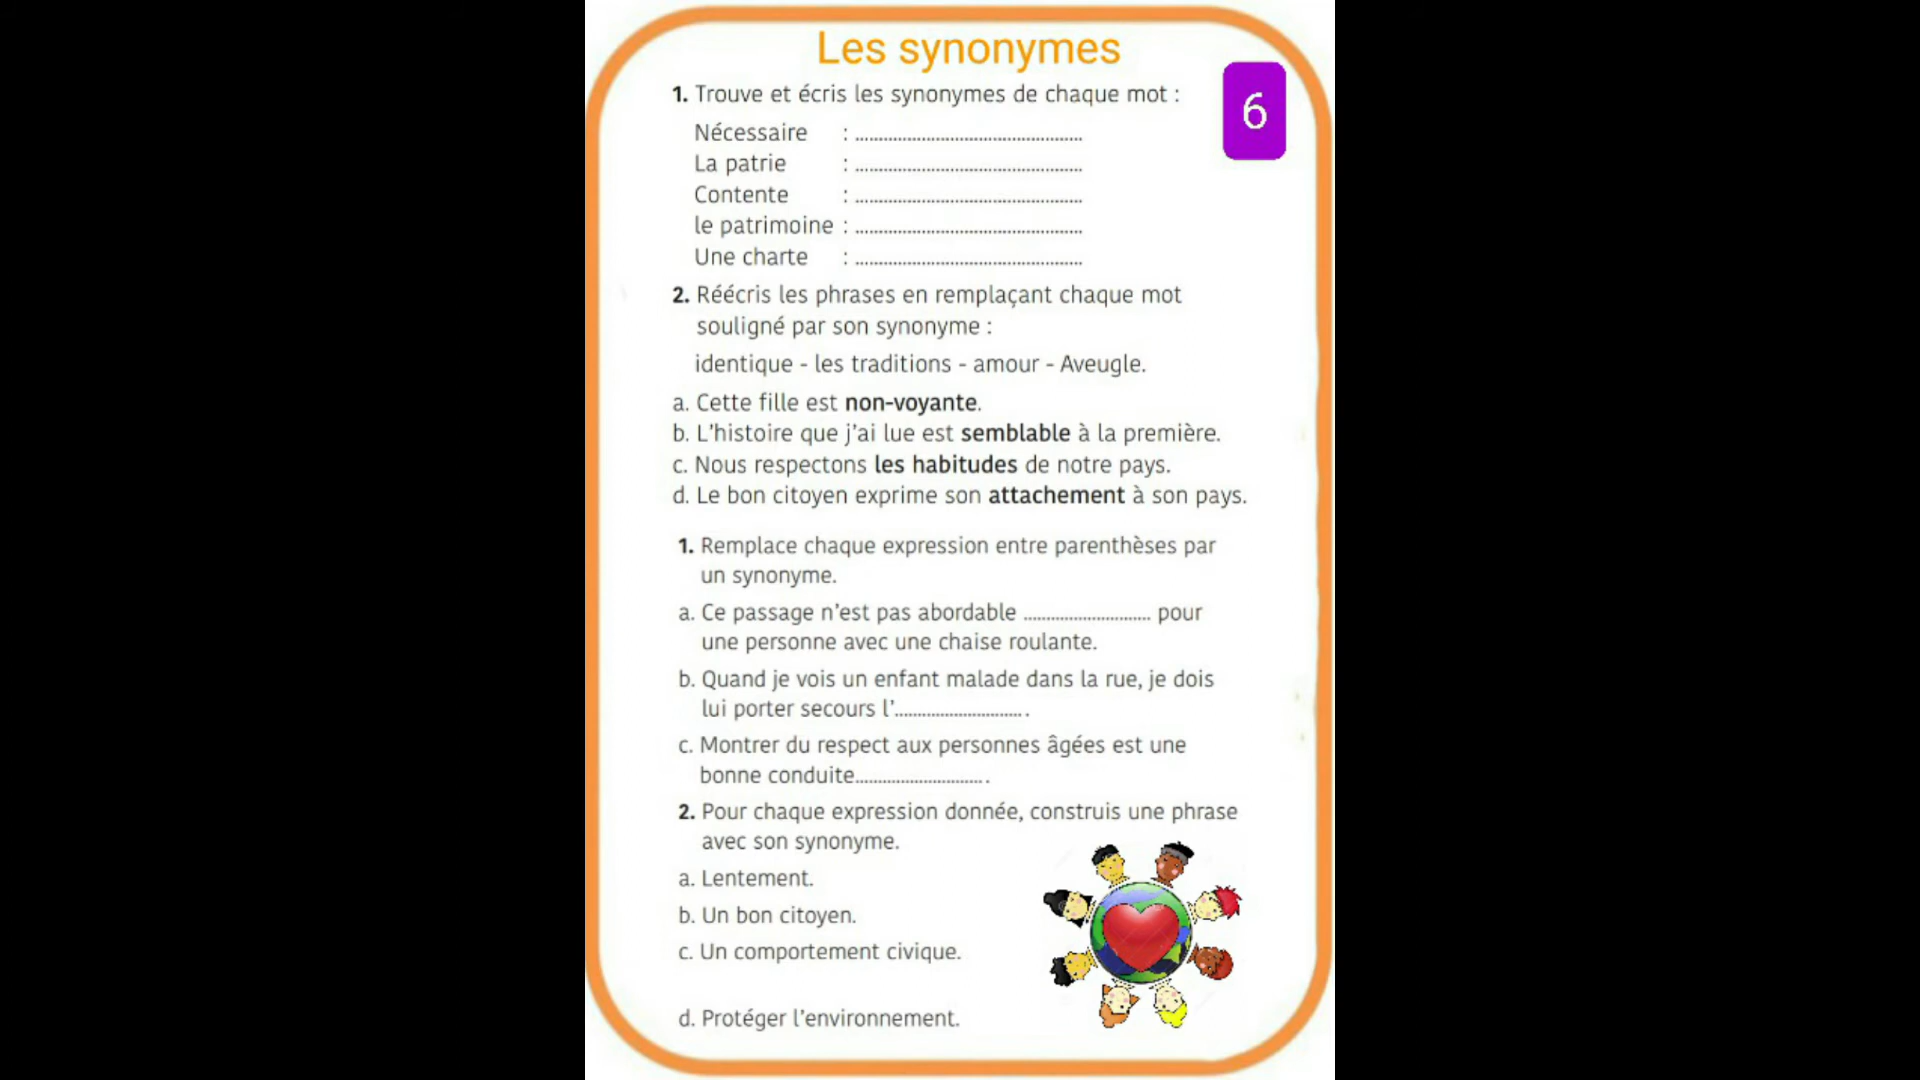 Les synonymes
6
1. Trouve et écris les synonymes de chaque mot :
Nécessaire : ................................................
La patrie : ................................................
Contente : ................................................
le patrimoine : ................................................
Une charte : ................................................
2. Réécris les phrases en remplaçant chaque mot
souligné par son synonyme :
identique - les traditions - amour - Aveugle.
a. Cette fille est non-voyante.
b. L'histoire que j'ai lue est semblable à la première.
c. Nous respectons les habitudes de notre pays.
d. Le bon citoyen exprime son attachement à son pays.
1. Remplace chaque expression entre parenthèses par
un synonyme.
a. Ce passage n'est pas abordable ............................ pour
une personne avec une chaise roulante.
b. Quand je vois un enfant malade dans la rue, je dois
lui porter secours l'............................ .
c. Montrer du respect aux personnes âgées est une
bonne conduite............................ .
2. Pour chaque expression donnée, construis une phrase
avec son synonyme.
a. Lentement.
b. Un bon citoyen.
c. Un comportement civique.
d. Protéger l'environnement.